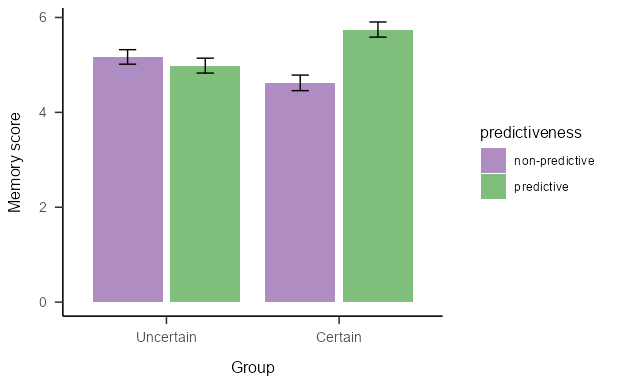 6
4
2
0
Memory score
Uncertain
Certain
Group
predictiveness
non-predictive
predictive